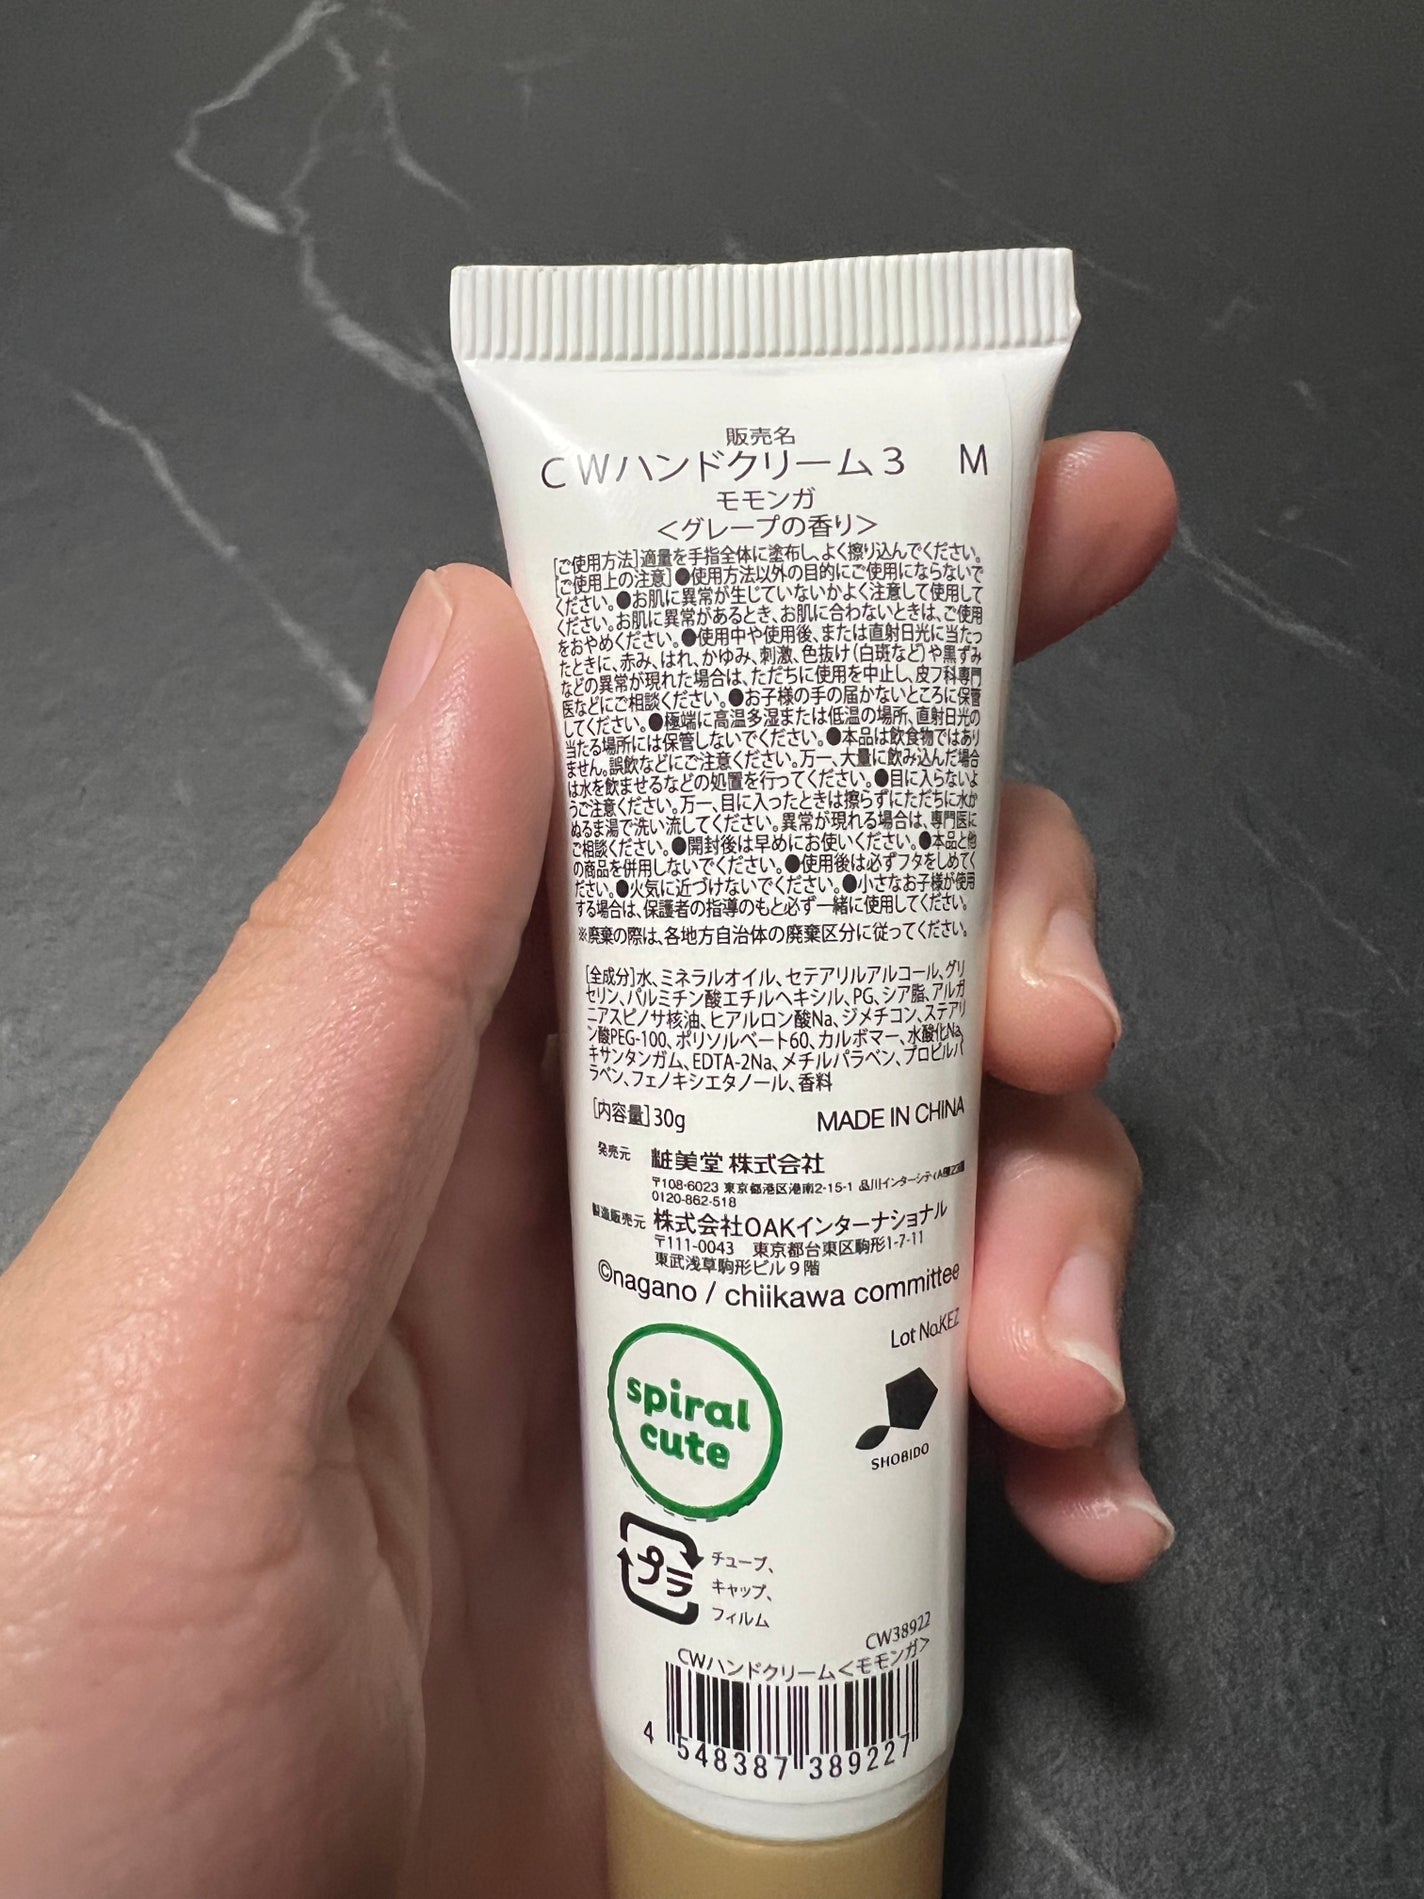 販売名
CWハンドクリーム3 M
モモンガ
<グレープの香り>
[ご使用方法]適量を手指全体に塗布し、よく擦り込んでください。
[ご使用上の注意]●使用方法以外の目的にご使用にならないで
ください。●お肌に異常が生じていないかよく注意して使用して
ください。お肌に異常があるとき、お肌に合わないときは、ご使用
をおやめください。●使用中や使用後、または直射日光に当たっ
たときに、赤み、はれ、かゆみ、刺激、色抜け(白斑など)や黒ずみ
などの異常が現れた場合は、ただちに使用を中止し、皮フ科専門
医などにご相談ください。●お子様の手の届かないところに保管
してください。●極端に高温多湿または低温の場所、直射日光の
当たる場所には保管しないでください。●本品は飲食物ではあり
ません。誤飲などにご注意ください。万一、大量に飲み込んだ場合
は水を飲ませるなどの処置を行ってください。●目に入らないよ
うご注意ください。万一、目に入ったときは擦らずにただちに水か
ぬるま湯で洗い流してください。異常が現れる場合は、専門医に
ご相談ください。●開封後は早めにお使いください。●本品と他
の商品を併用しないでください。●使用後は必ずフタをしめてく
ださい。●火気に近づけないでください。●小さなお子様が使用
する場合は、保護者の指導のもと必ず一緒に使用してください。
※廃棄の際は、各地方自治体の廃棄区分に従ってください。
[全成分]水、ミネラルオイル、セテアリルアルコール、グリ
セリン、パルミチン酸エチルヘキシル、PG、シア脂、アルガ
ニアスピノサ核油、ヒアルロン酸Na、ジメチコン、ステアリ
ン酸PEG-100、ポリソルベート60、カルボマー、水酸化Na、
キサンタンガム、EDTA-2Na、メチルパラベン、プロピルパ
ラベン、フェノキシエタノール、香料
[内容量]30g MADE IN CHINA
発売元 粧美堂 株式会社
〒108-6023 東京都港区港南2-15-1 品川インターシティA棟23階
0120-862-518
製造販売元 株式会社OAKインターナショナル
〒111-0043 東京都台東区駒形1-7-11
東武浅草駒形ビル9階
©nagano / chiikawa committee
Lot No.KEZ
spiral
cute
SHOBIDO
プラ
チューブ、
キャップ、
フィルム
CW38922
CWハンドクリーム<モモンガ>
4 548387 389227